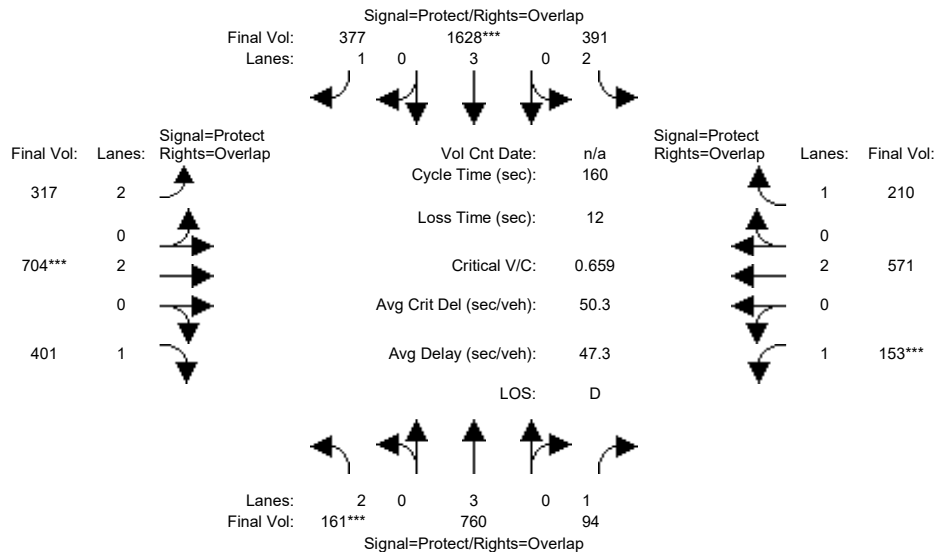 Signal=Protect/Rights=Overlap
Final Vol: 377 1628*** 391
Lanes: 1 0 3 0 2
Signal=Protect
Final Vol: Lanes: Rights=Overlap
Vol Cnt Date: n/a
Signal=Protect
Rights=Overlap Lanes: Final Vol:
Cycle Time (sec): 160
317 2
1 210
Loss Time (sec): 12
0
0
704*** 2
Critical V/C: 0.659
2 571
0
Avg Crit Del (sec/veh): 50.3
0
401 1
Avg Delay (sec/veh): 47.3
1 153***
LOS: D
Lanes: 2 0 3 0 1
Final Vol: 161*** 760 94
Signal=Protect/Rights=Overlap